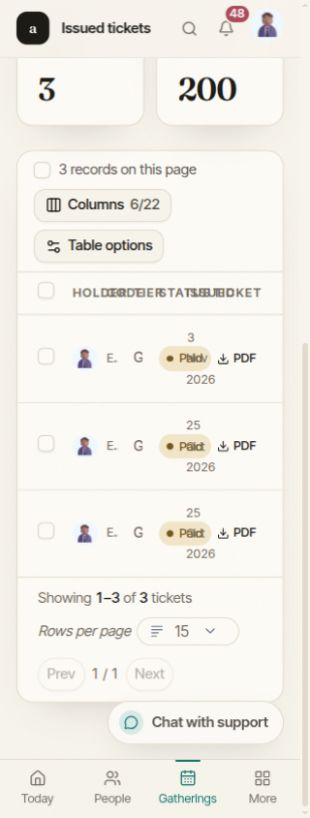 a Issued tickets 48
3 200
3 records on this page
Columns 6/22
Table options
TICKET
3
E. G PDF
2026
25
E. G PDF
2026
25
E. G PDF
2026
Showing 1–3 of 3 tickets
Rows per page 15
Prev 1 / 1 Next
Chat with support
Today People Gatherings More